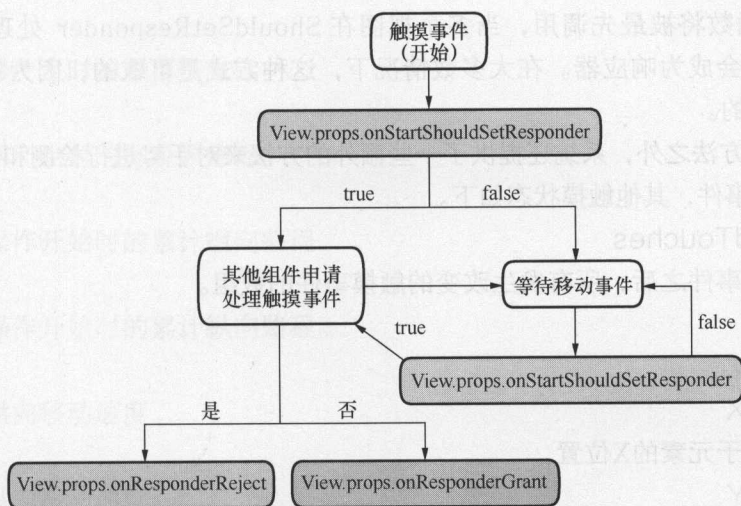 触摸事件
（开始）
View.props.onStartShouldSetResponder
true
false
其他组件申请
处理触摸事件
等待移动事件
true
false
View.props.onStartShouldSetResponder
是
否
View.props.onResponderReject
View.props.onResponderGrant